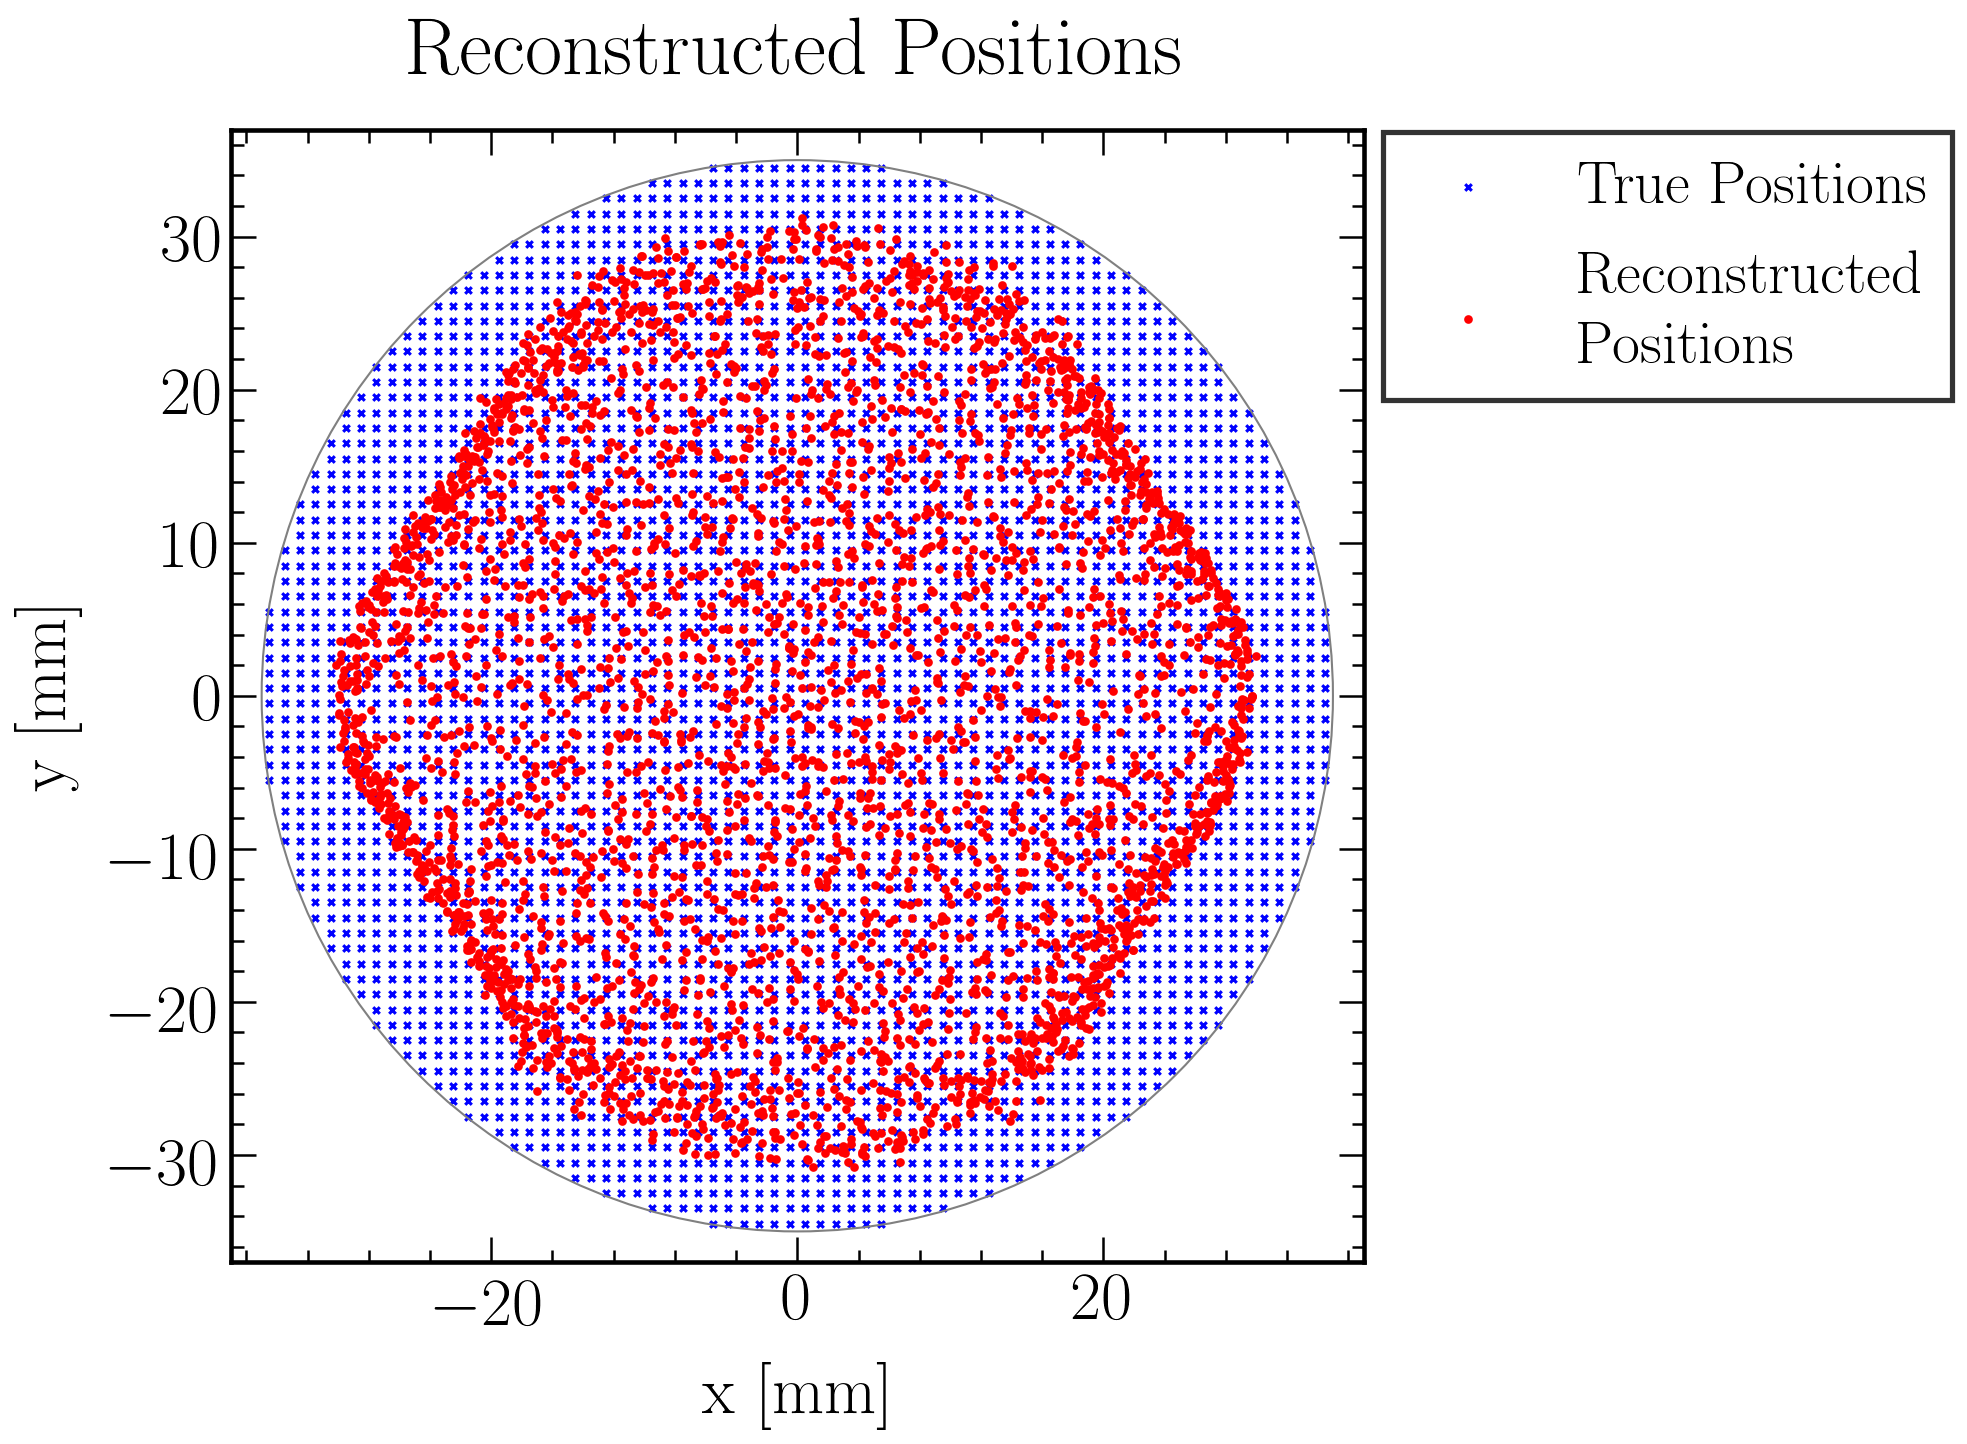 Reconstructed Positions
True Positions
Reconstructed
Positions
y [mm]
30
20
10
0
−10
−20
−30
−20 0 20
x [mm]